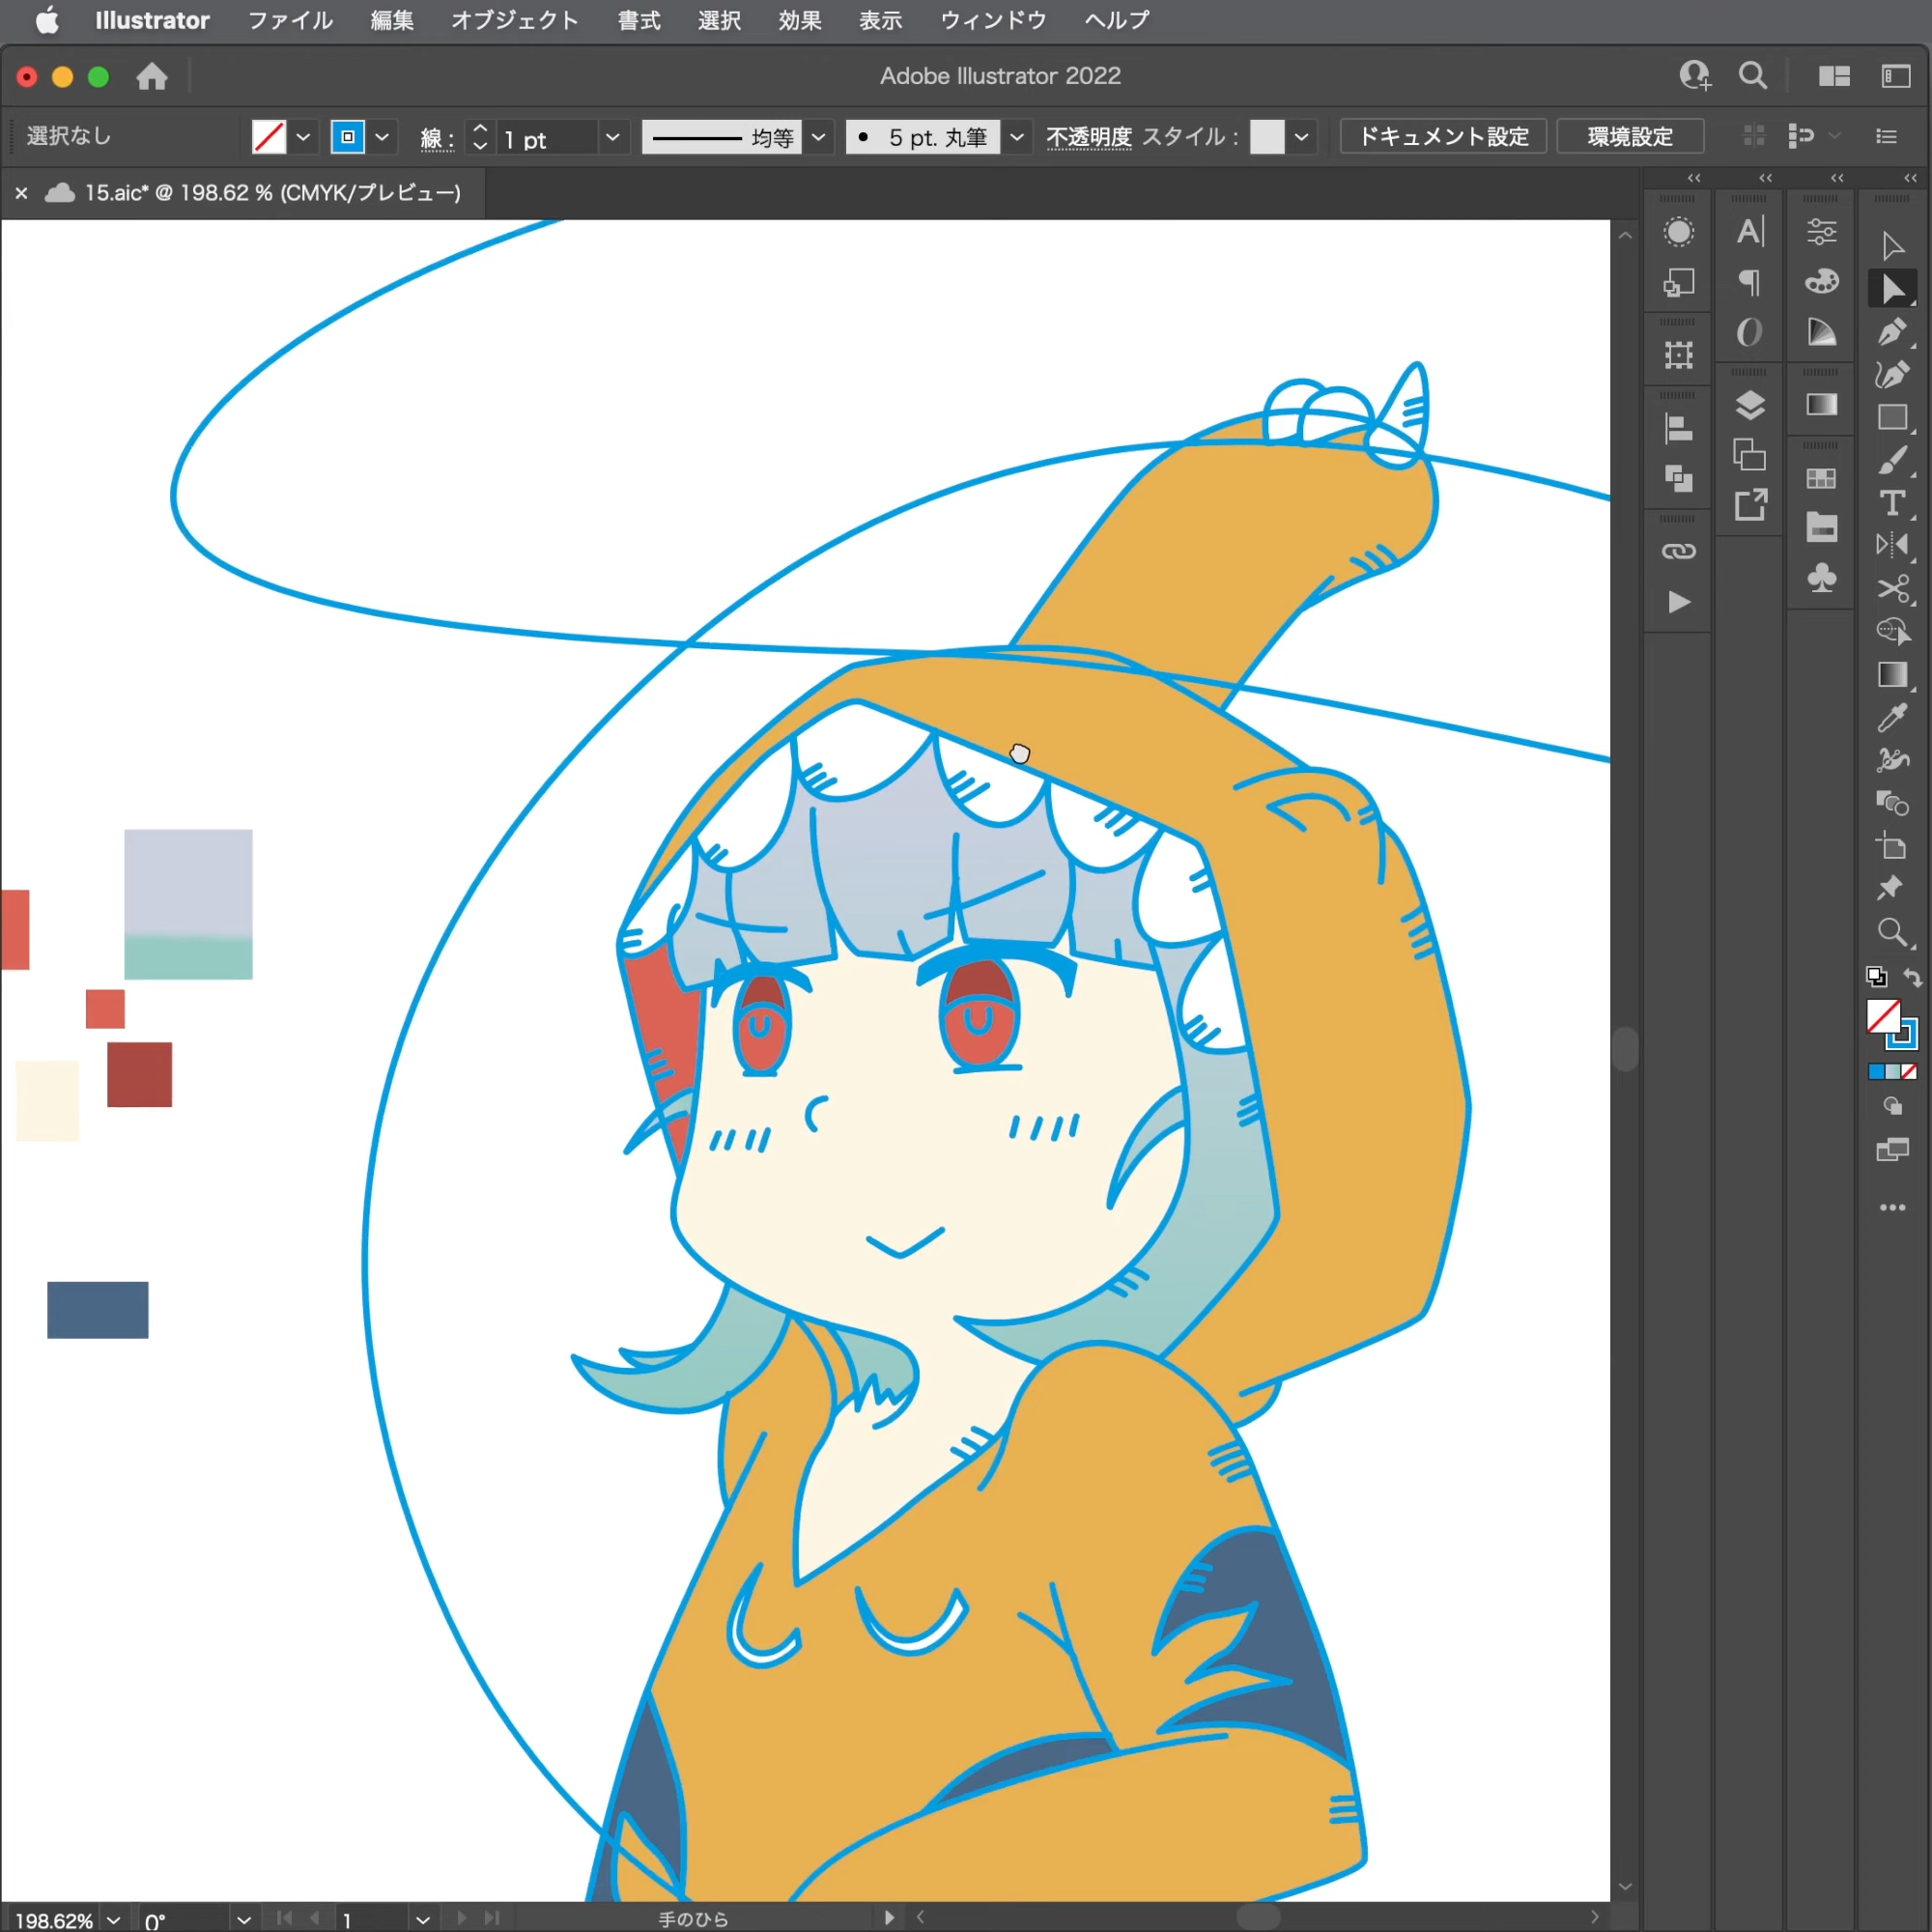 Illustrator ファイル 編集 オブジェクト 書式 選択 効果 表示 ウィンドウ ヘルプ
Adobe Illustrator 2022
選択なし 線 : 1 pt 均等 5 pt. 丸筆 不透明度 スタイル : ドキュメント設定 環境設定
15.aic* @ 198.62 % (CMYK/プレビュー)
198.62% 0° 1 手のひら